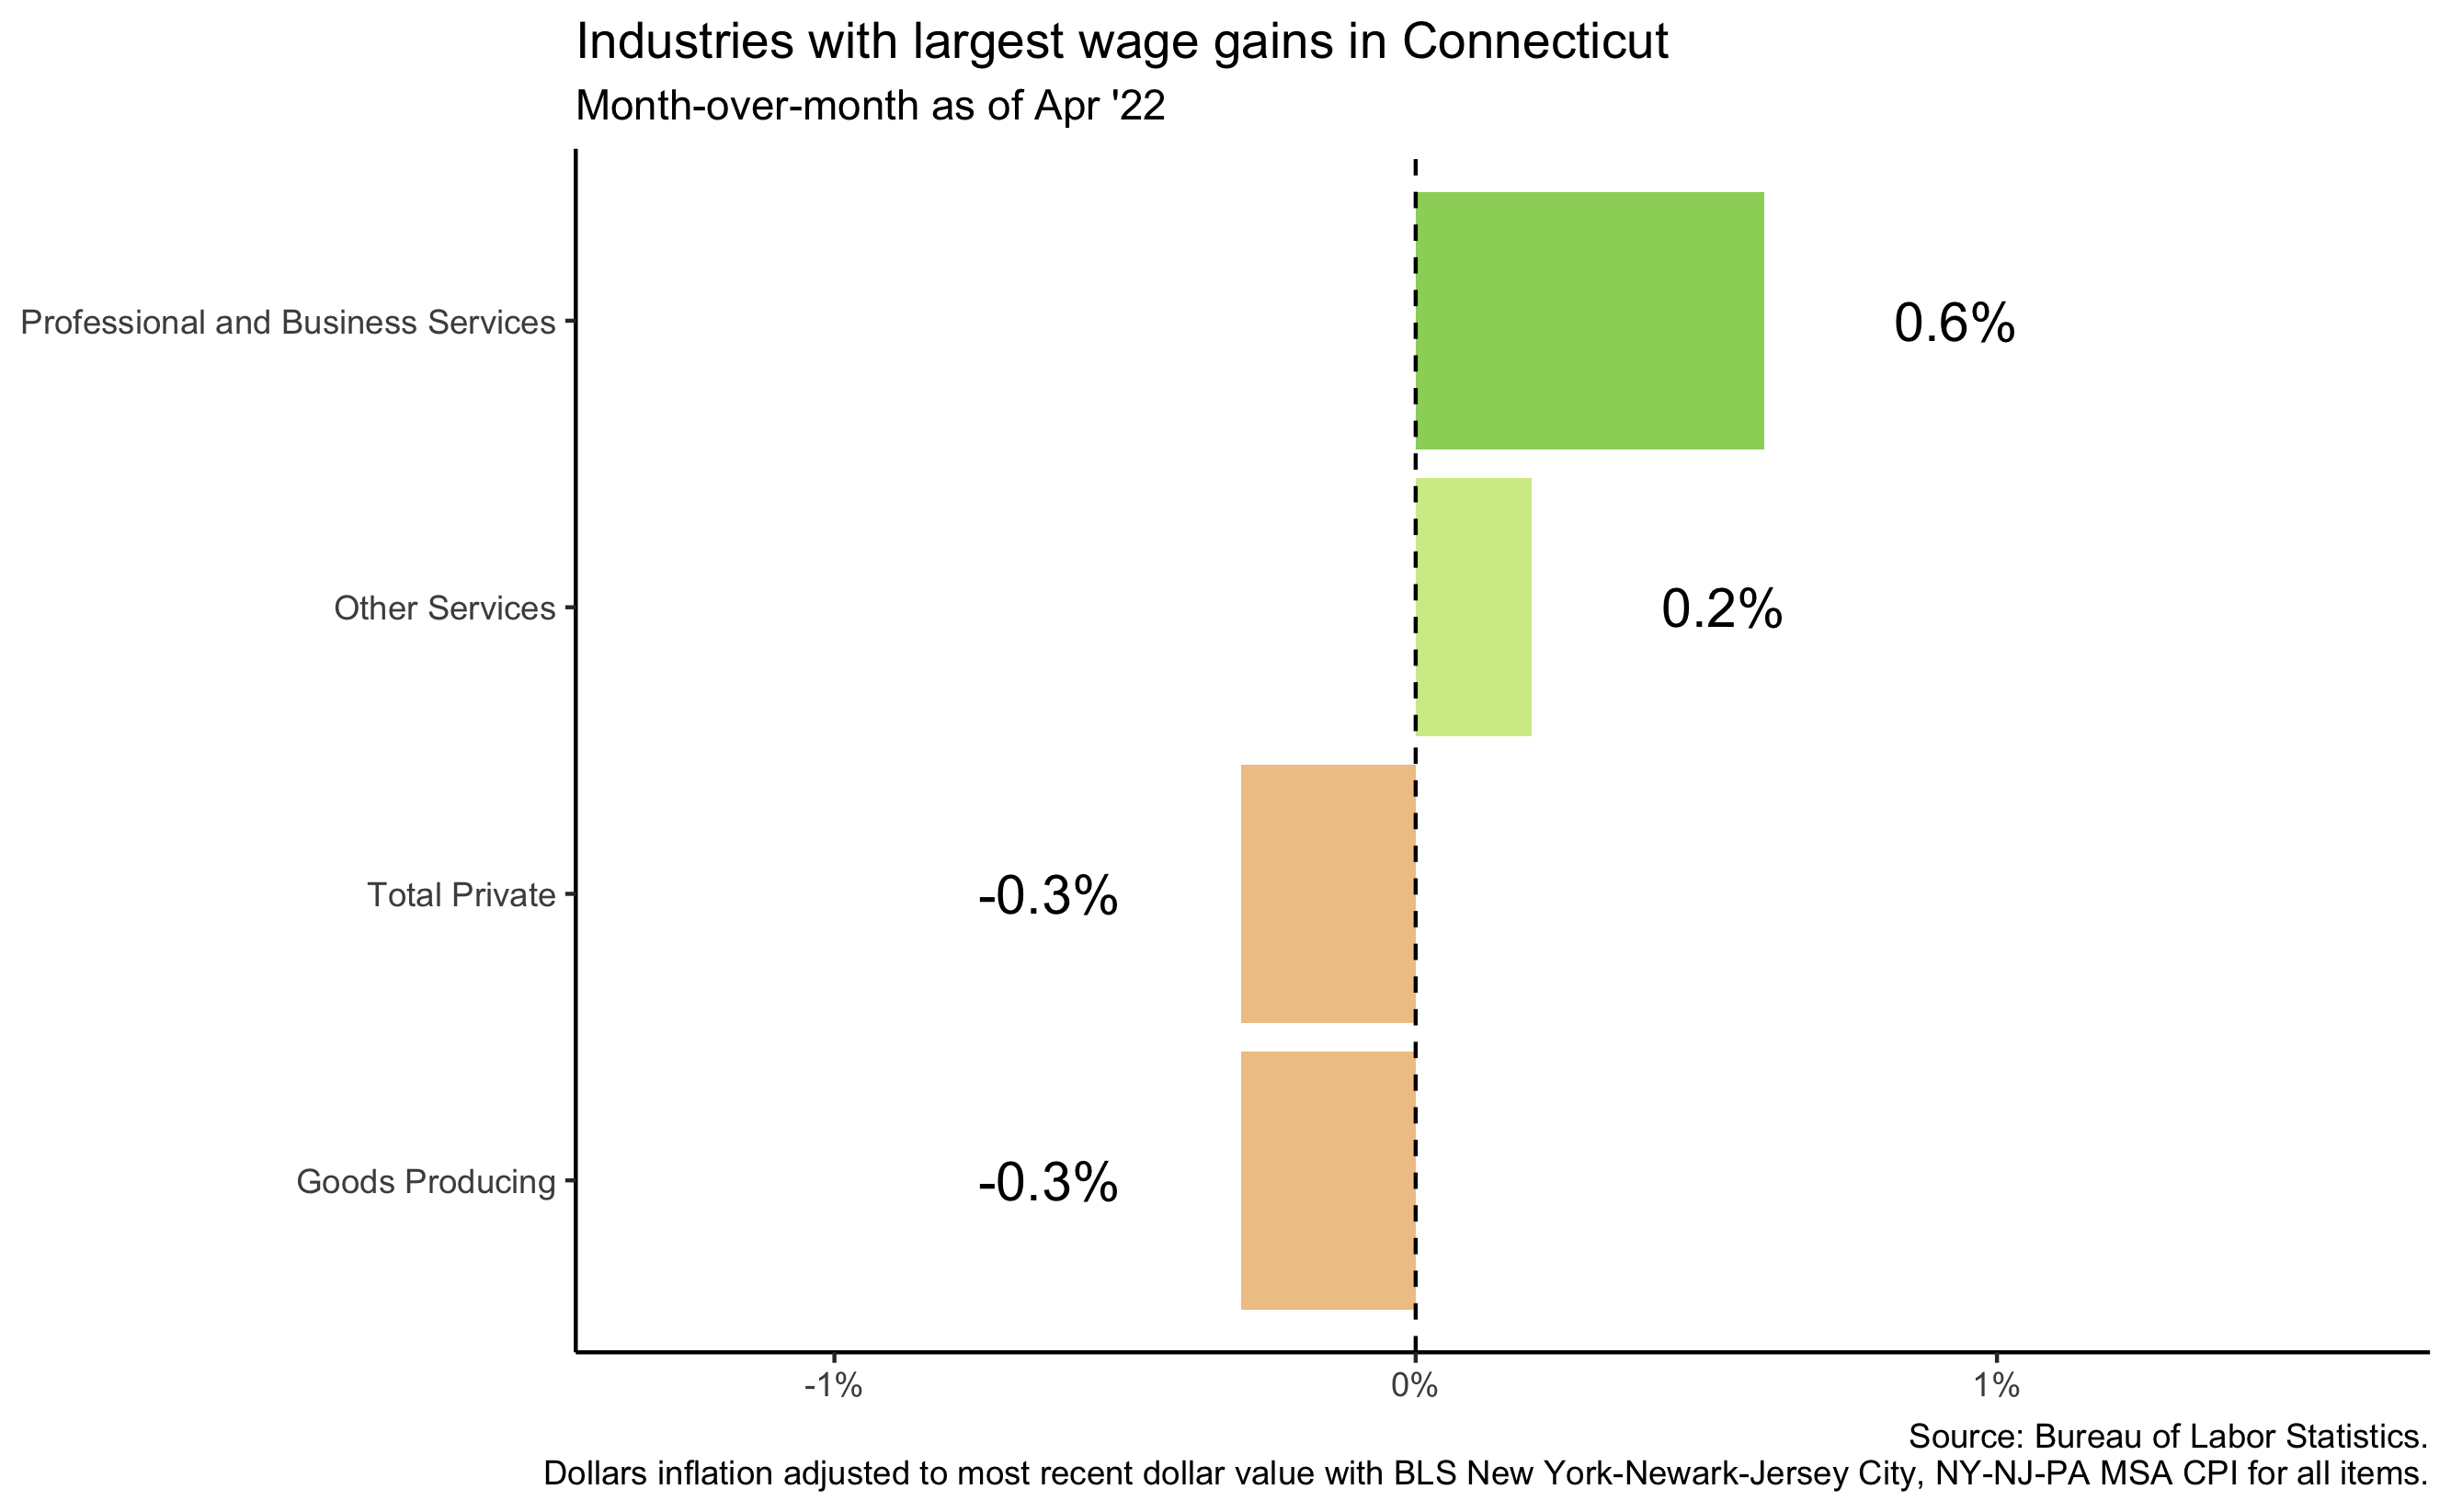 Industries with largest wage gains in Connecticut
Month-over-month as of Apr '22
Professional and Business Services
0.6%
Other Services
0.2%
Total Private
-0.3%
Goods Producing
-0.3%
-1%
0%
1%
Source: Bureau of Labor Statistics.
Dollars inflation adjusted to most recent dollar value with BLS New York-Newark-Jersey City, NY-NJ-PA MSA CPI for all items.